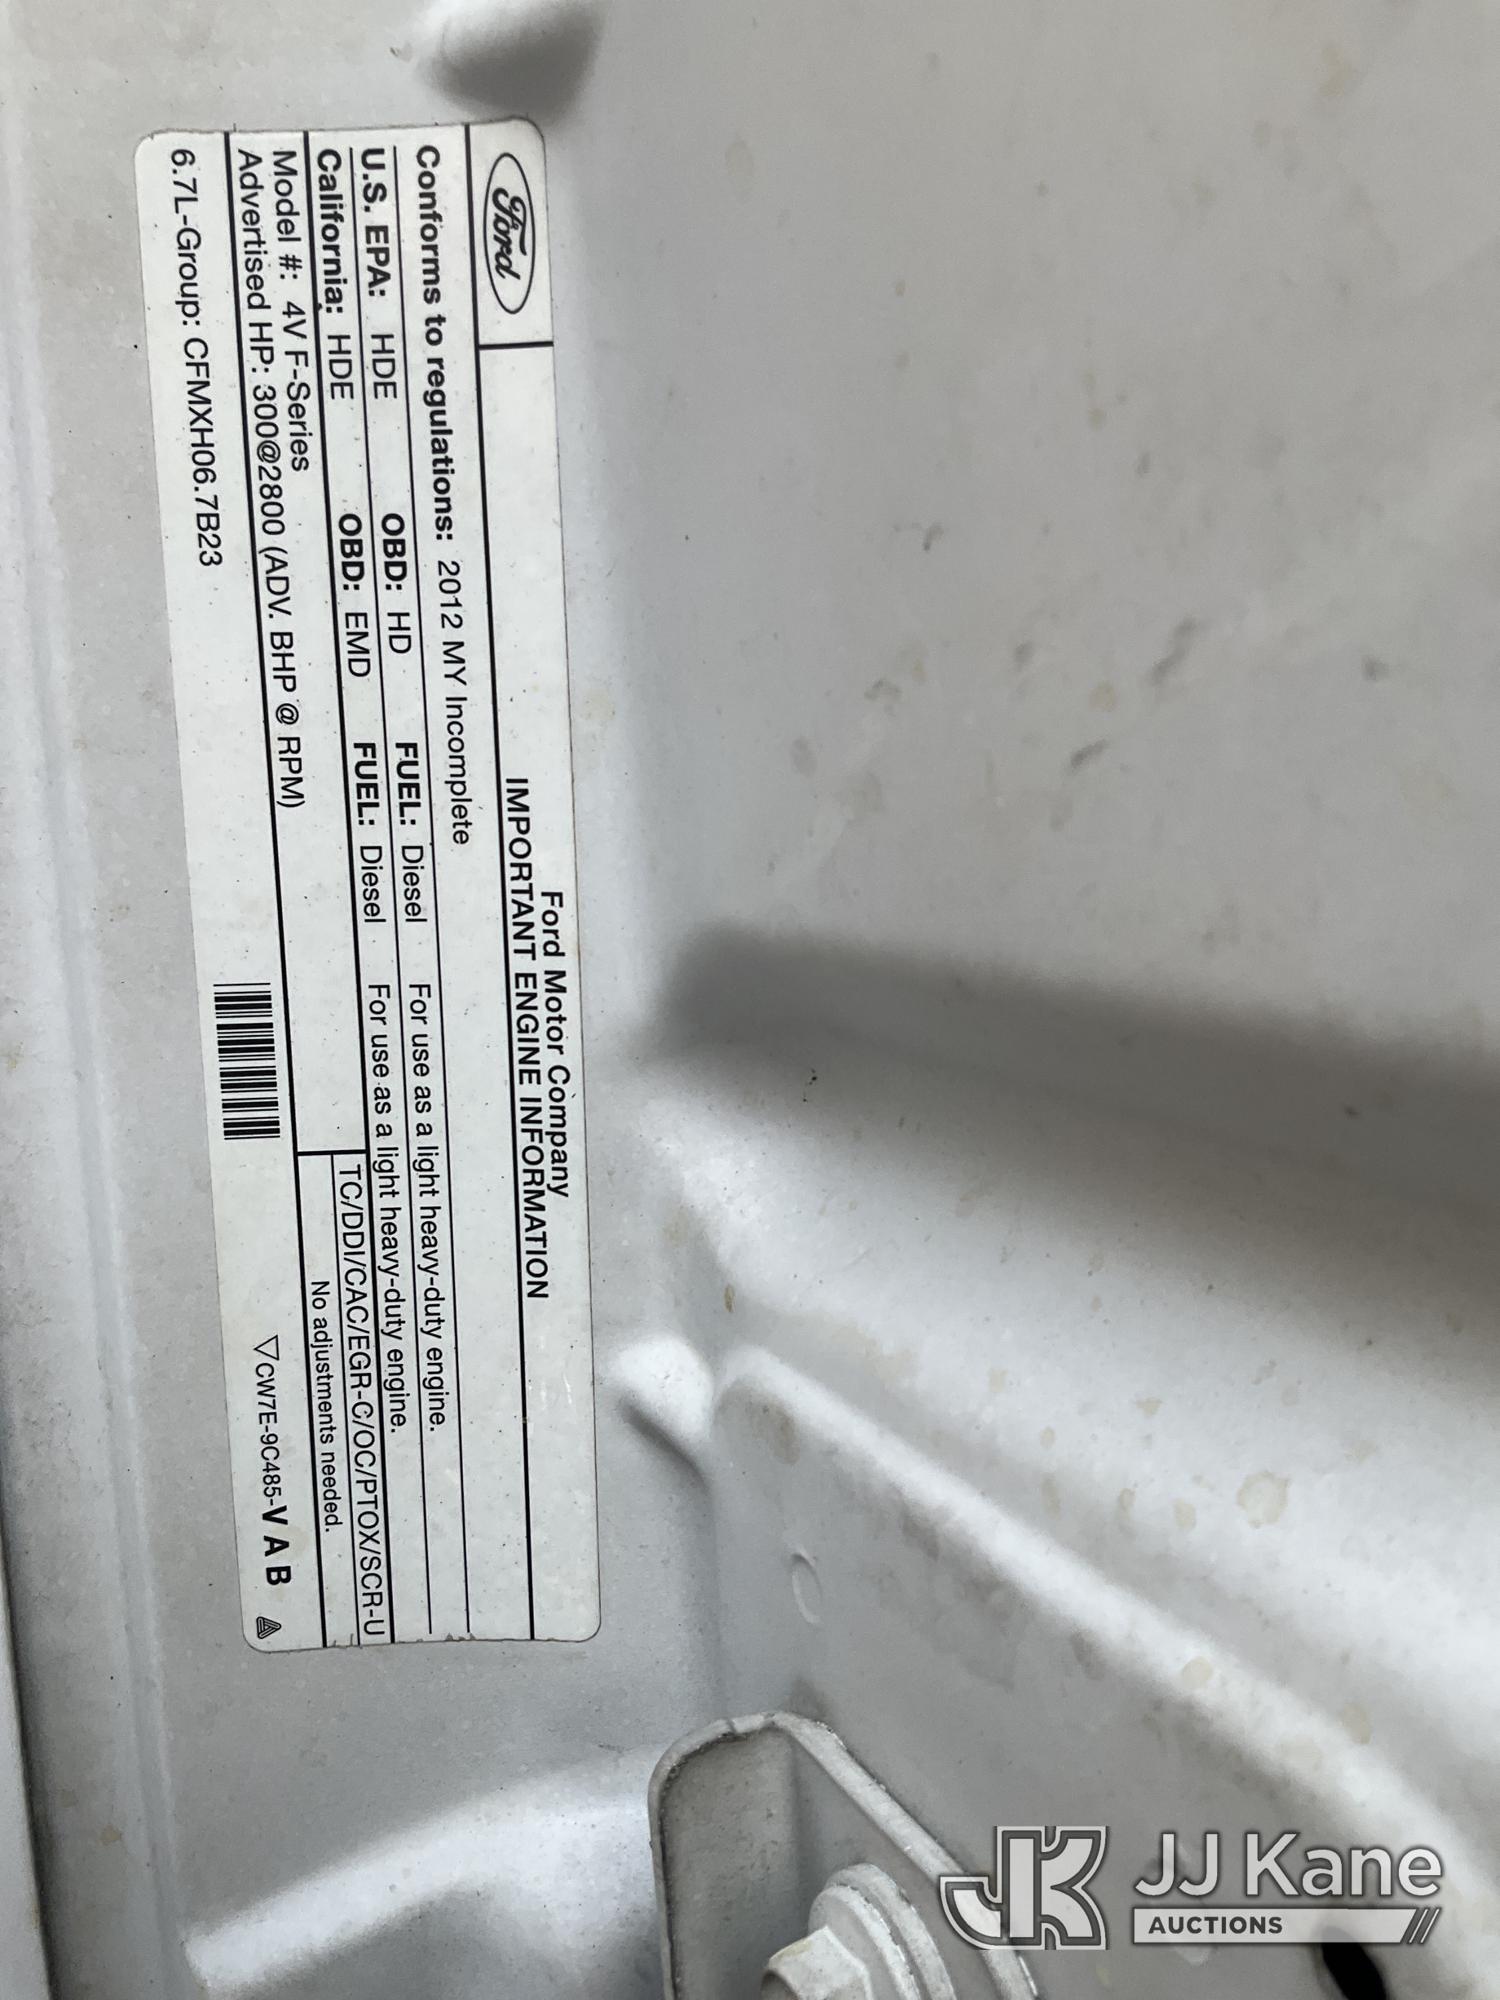 Ford
Ford Motor Company
IMPORTANT ENGINE INFORMATION
Conforms to regulations: 2012 MY Incomplete
U.S. EPA: HDE OBD: HD FUEL: Diesel For use as a light heavy-duty engine.
California: HDE OBD: EMD FUEL: Diesel For use as a light heavy-duty engine.
Model #: 4V F-Series TC/DDI/CAC/EGR-C/OC/PTOX/SCR-U
Advertised HP: 300@2800 (ADV. BHP @ RPM) No adjustments needed.
6.7L-Group: CFMXH06.7B23 CW7E-9C485-V A B
JK JJ Kane
AUCTIONS